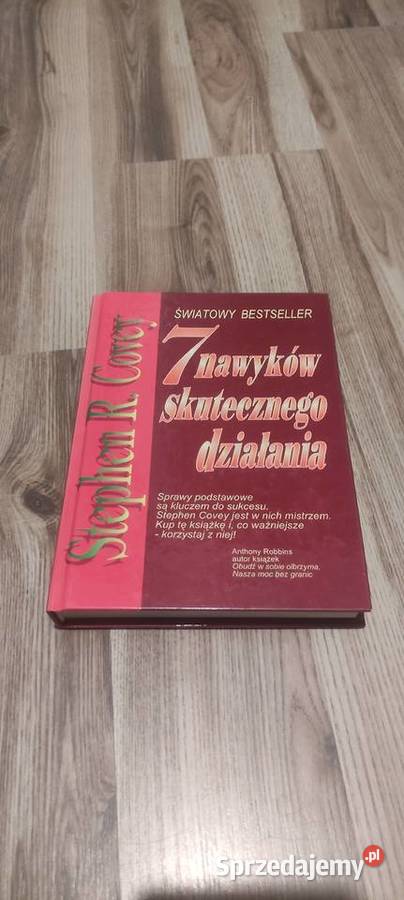 Stephen R. Covey
ŚWIATOWY BESTSELLER
7 nawyków
skutecznego
działania
Sprawy podstawowe
są kluczem do sukcesu.
Stephen Covey jest w nich mistrzem.
Kup tę książkę i, co ważniejsze
- korzystaj z niej!
Anthony Robbins
autor książek
Obudź w sobie olbrzyma,
Nasza moc bez granic
Sprzedajemy.pl